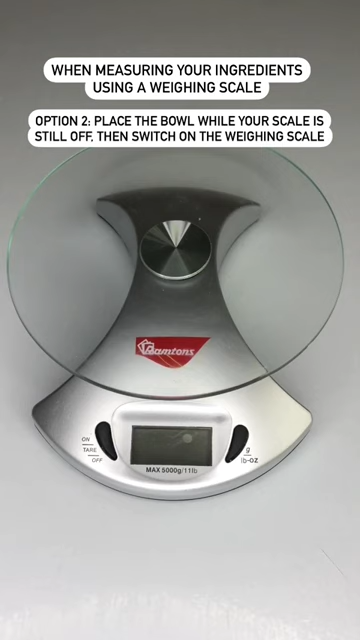 WHEN MEASURING YOUR INGREDIENTS
USING A WEIGHING SCALE
OPTION 2: PLACE THE BOWL WHILE YOUR SCALE IS
STILL OFF, THEN SWITCH ON THE WEIGHING SCALE
Ramtons
ON
TARE
OFF
g
lb-OZ
MAX 5000g/11lb